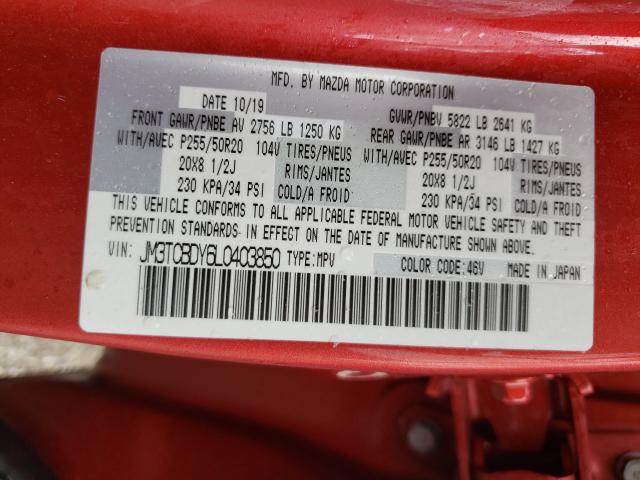 MFD. BY MAZDA MOTOR CORPORATION
DATE 10/19 GVWR/PNBV 5822 LB 2641 KG
FRONT GAWR/PNBE AV 2756 LB 1250 KG REAR GAWR/PNBE AR 3146 LB 1427 KG
WITH/AVEC P255/50R20 104V TIRES/PNEUS WITH/AVEC P255/50R20 104V TIRES/PNEUS
20X8 1/2J RIMS/JANTES 20X8 1/2J RIMS/JANTES
230 KPA/34 PSI COLD/A FROID 230 KPA/34 PSI COLD/A FROID
THIS VEHICLE CONFORMS TO ALL APPLICABLE FEDERAL MOTOR VEHICLE SAFETY AND THEFT
PREVENTION STANDARDS IN EFFECT ON THE DATE OF MANUFACTURE SHOWN ABOVE.
VIN: JM3TCBDY6L0403850 TYPE:MPV COLOR CODE:46V MADE IN JAPAN